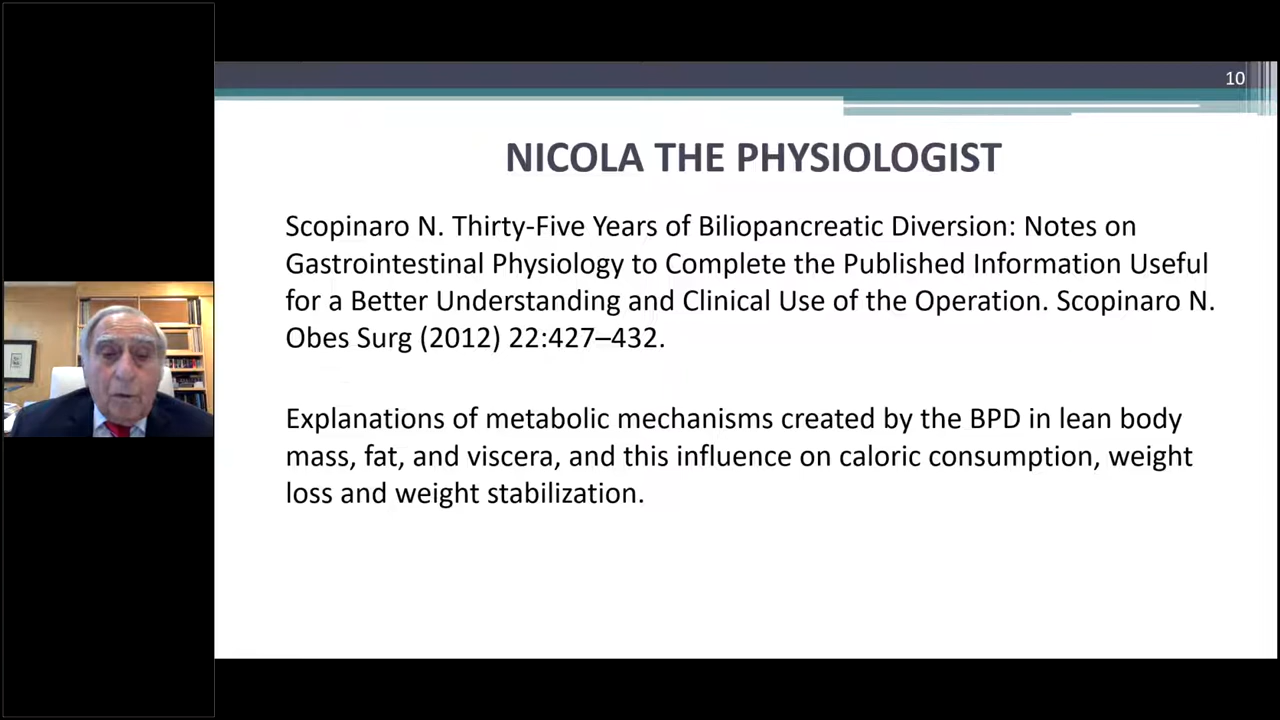 10
NICOLA THE PHYSIOLOGIST
Scopinaro N. Thirty-Five Years of Biliopancreatic Diversion: Notes on
Gastrointestinal Physiology to Complete the Published Information Useful
for a Better Understanding and Clinical Use of the Operation. Scopinaro N.
Obes Surg (2012) 22:427–432.
Explanations of metabolic mechanisms created by the BPD in lean body
mass, fat, and viscera, and this influence on caloric consumption, weight
loss and weight stabilization.